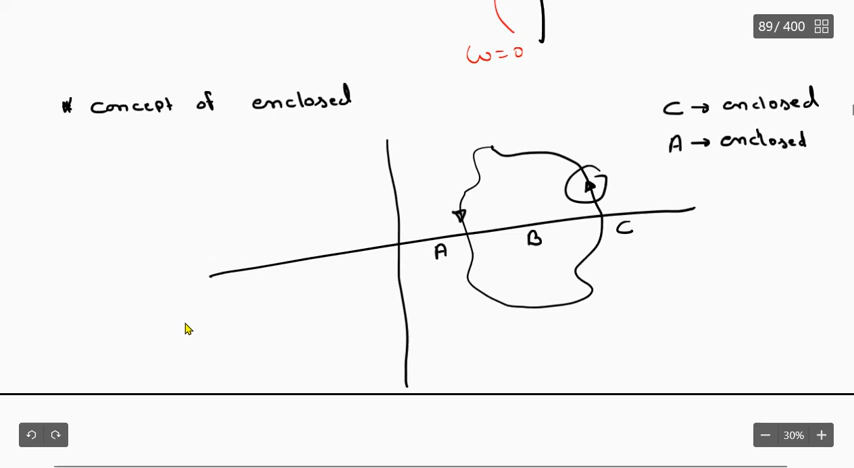 89 / 400
ω=0
* concept of enclosed
C → enclosed
A → enclosed
A B C
30%